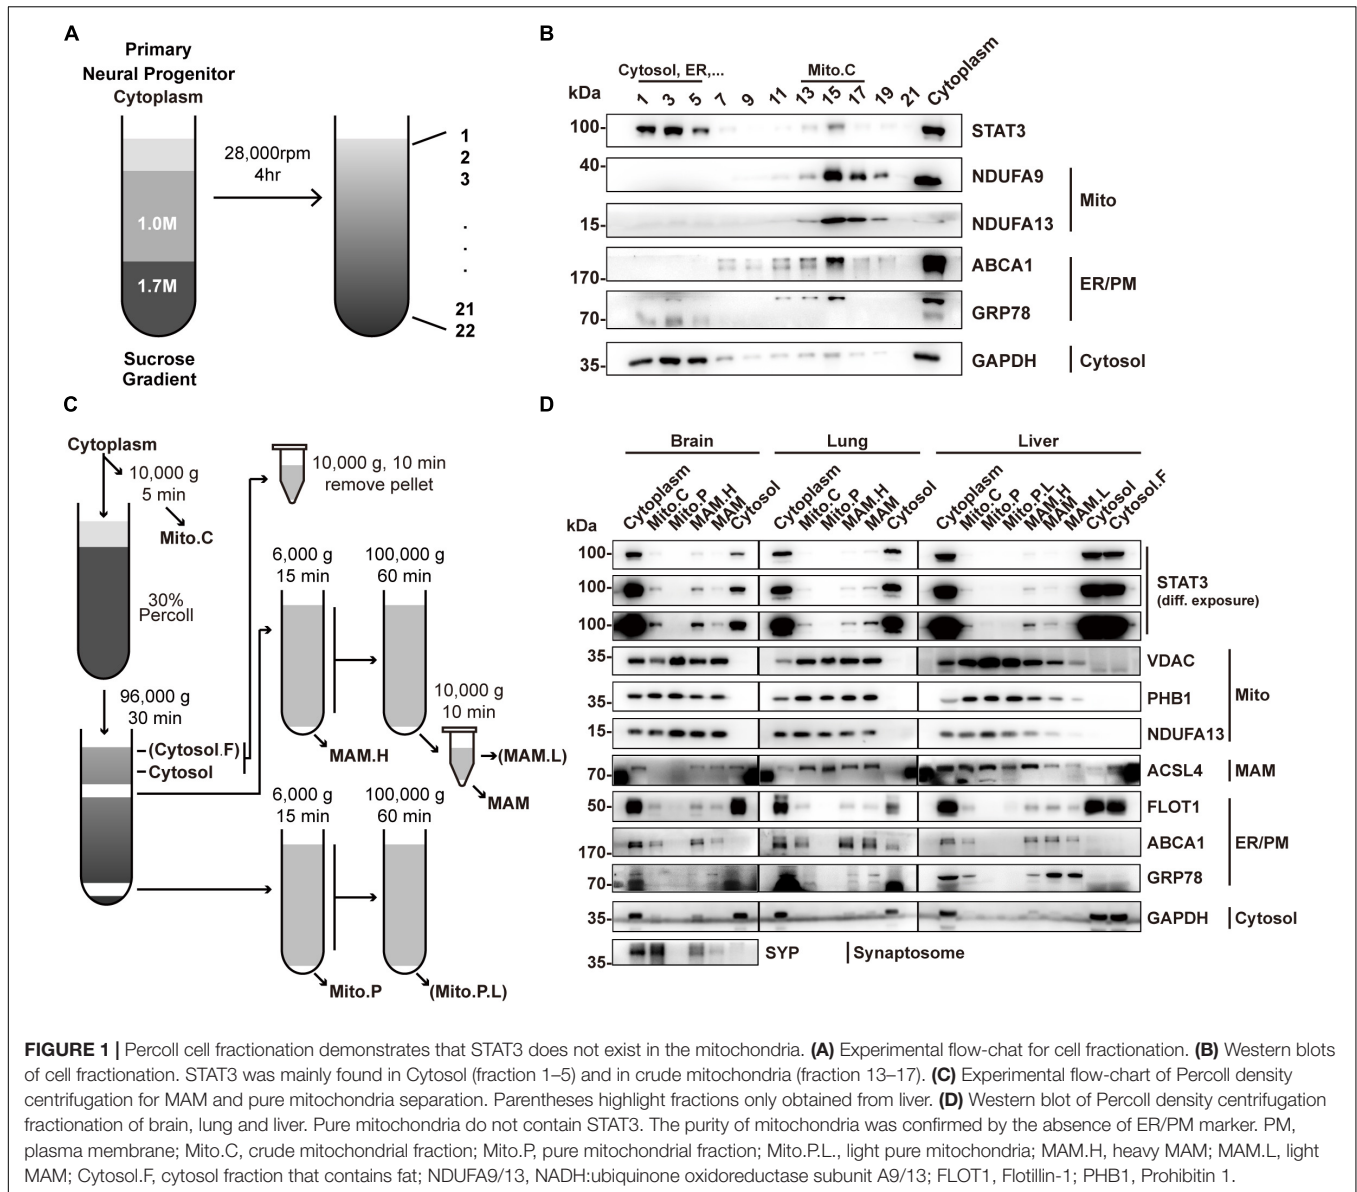 A
Primary
Neural Progenitor
Cytoplasm
1.0M
1.7M
Sucrose
Gradient
28,000rpm
4hr
1
2
3
.
.
.
21
22
B
Cytosol, ER,...
Mito.C
kDa
1 3 5 7 9 11 13 15 17 19 21 Cytoplasm
100- STAT3
40- NDUFA9
Mito
15- NDUFA13
170- ABCA1
ER/PM
70- GRP78
35- GAPDH Cytosol
C
Cytoplasm
10,000 g
5 min
Mito.C
30%
Percoll
96,000 g
30 min
(Cytosol.F)
Cytosol
10,000 g, 10 min
remove pellet
6,000 g
15 min
100,000 g
60 min
MAM.H
10,000 g
10 min
(MAM.L)
MAM
6,000 g
15 min
100,000 g
60 min
Mito.P
(Mito.P.L)
D
Brain Lung Liver
kDa
Cytoplasm Mito.C Mito.P MAM.H MAM Cytosol Cytoplasm Mito.C Mito.P MAM.H MAM Cytosol Cytoplasm Mito.C Mito.P Mito.P.L MAM.H MAM MAM.L Cytosol Cytosol.F
100-
100- STAT3
(diff. exposure)
100-
35- VDAC
35- PHB1 Mito
15- NDUFA13
70- ACSL4 MAM
50- FLOT1
170- ABCA1 ER/PM
70- GRP78
35- GAPDH Cytosol
35- SYP Synaptosome
FIGURE 1 | Percoll cell fractionation demonstrates that STAT3 does not exist in the mitochondria. (A) Experimental flow-chat for cell fractionation. (B) Western blots
of cell fractionation. STAT3 was mainly found in Cytosol (fraction 1–5) and in crude mitochondria (fraction 13–17). (C) Experimental flow-chart of Percoll density
centrifugation for MAM and pure mitochondria separation. Parentheses highlight fractions only obtained from liver. (D) Western blot of Percoll density centrifugation
fractionation of brain, lung and liver. Pure mitochondria do not contain STAT3. The purity of mitochondria was confirmed by the absence of ER/PM marker. PM,
plasma membrane; Mito.C, crude mitochondrial fraction; Mito.P, pure mitochondrial fraction; Mito.P.L., light pure mitochondria; MAM.H, heavy MAM; MAM.L, light
MAM; Cytosol.F, cytosol fraction that contains fat; NDUFA9/13, NADH:ubiquinone oxidoreductase subunit A9/13; FLOT1, Flotillin-1; PHB1, Prohibitin 1.